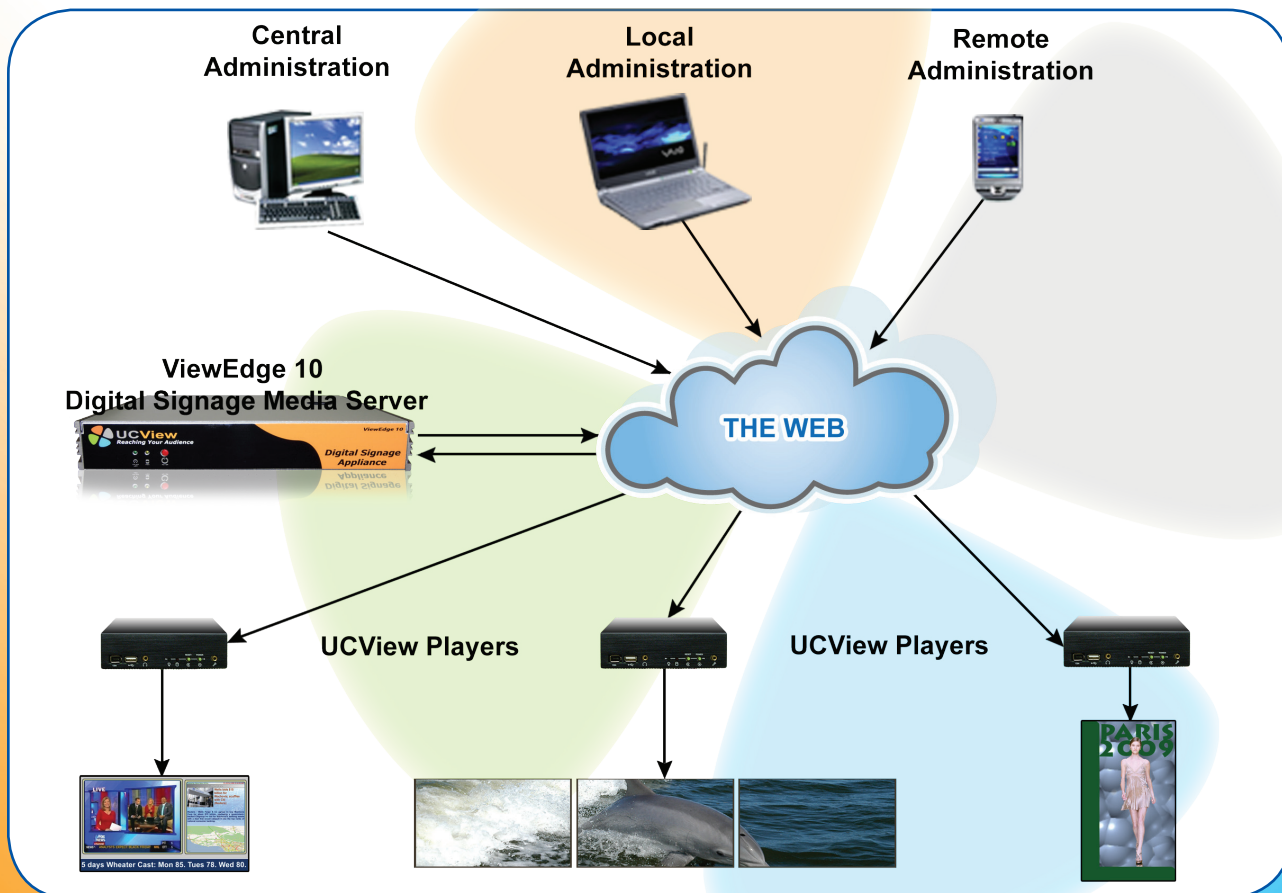 Central
Administration
Local
Administration
Remote
Administration
ViewEdge 10
Digital Signage Media Server
UCView
Reaching Your Audience
ViewEdge 10
Digital Signage
Appliance
THE WEB
UCView Players
UCView Players
LIVE
5 days Wheater Cast: Mon 85. Tues 78. Wed 80.
PARIS
2009